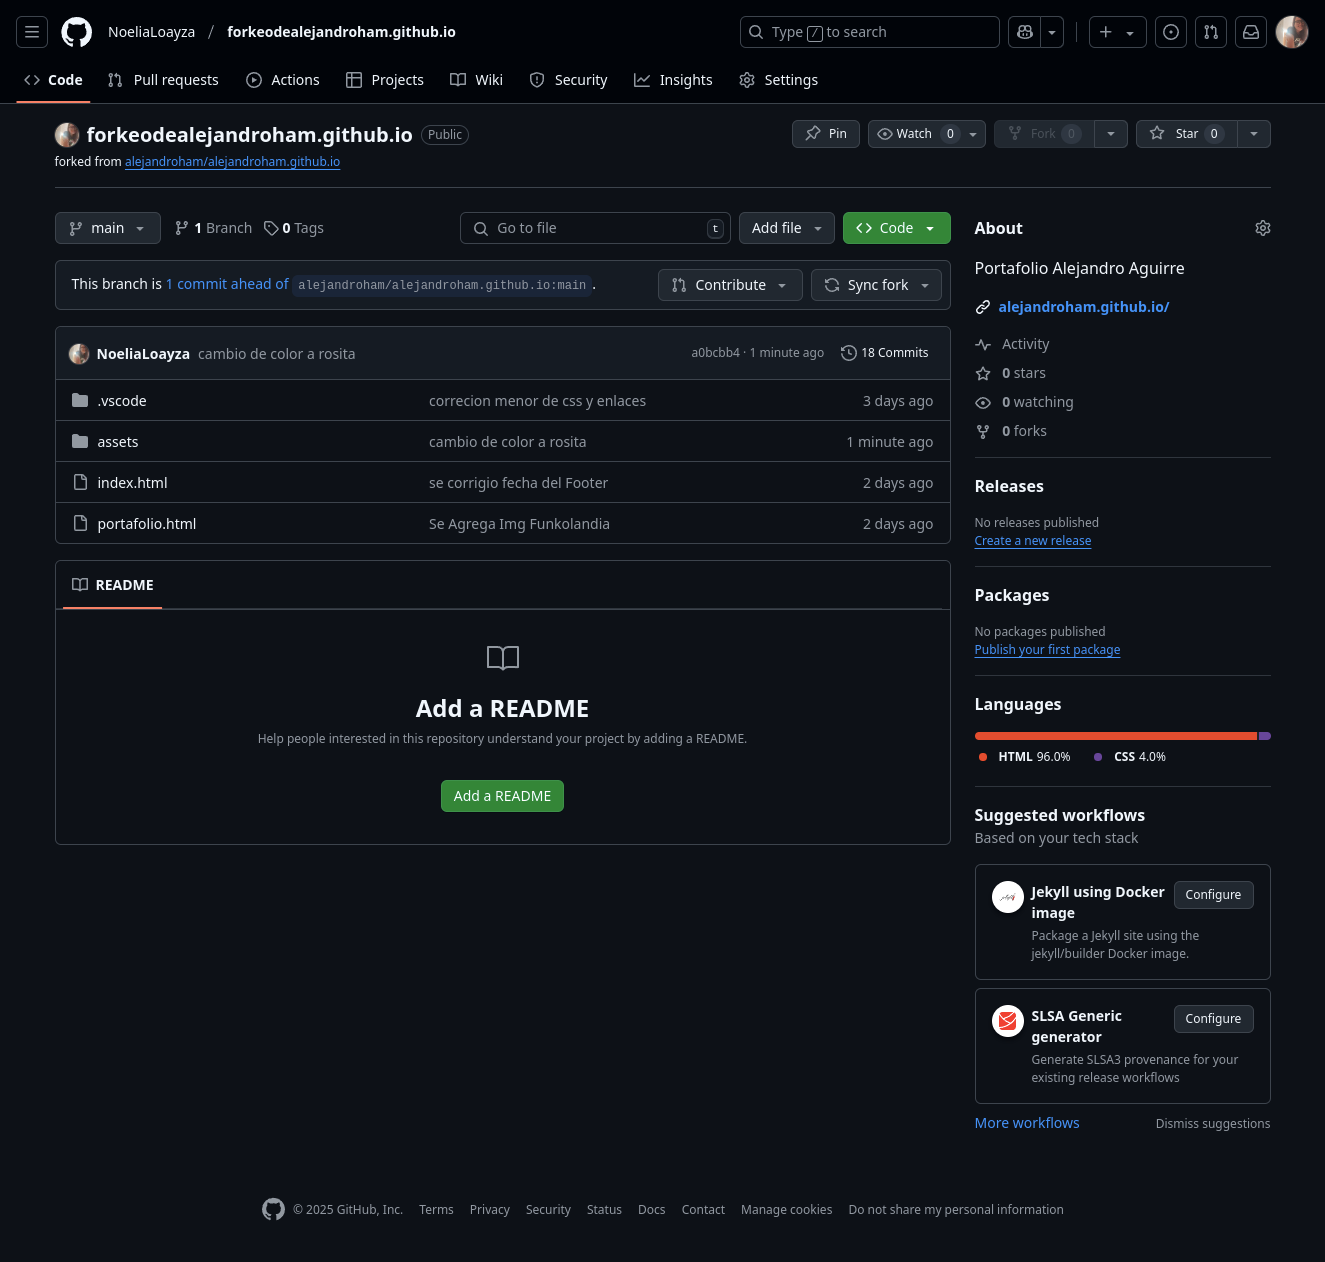 NoeliaLoayza / forkeodealejandroham.github.io
Type / to search
Code Pull requests Actions Projects Wiki Security Insights Settings
forkeodealejandroham.github.io Public
Pin Watch 0 Fork 0 Star 0
forked from alejandroham/alejandroham.github.io
main 1 Branch 0 Tags
Go to file t Add file Code
This branch is 1 commit ahead of alejandroham/alejandroham.github.io:main .
Contribute Sync fork
NoeliaLoayza cambio de color a rosita a0bcbb4 · 1 minute ago 18 Commits
.vscode correcion menor de css y enlaces 3 days ago
assets cambio de color a rosita 1 minute ago
index.html se corrigio fecha del Footer 2 days ago
portafolio.html Se Agrega Img Funkolandia 2 days ago
README
Add a README
Help people interested in this repository understand your project by adding a README.
Add a README
About
Portafolio Alejandro Aguirre
alejandroham.github.io/
Activity
0 stars
0 watching
0 forks
Releases
No releases published
Create a new release
Packages
No packages published
Publish your first package
Languages
HTML 96.0% CSS 4.0%
Suggested workflows
Based on your tech stack
Jekyll using Docker
image
Configure
Package a Jekyll site using the
jekyll/builder Docker image.
SLSA Generic
generator
Configure
Generate SLSA3 provenance for your
existing release workflows
More workflows Dismiss suggestions
© 2025 GitHub, Inc. Terms Privacy Security Status Docs Contact Manage cookies Do not share my personal information